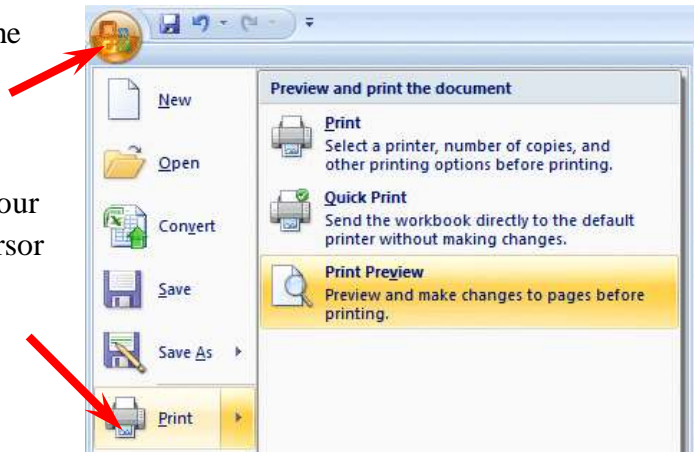 ne
our
rsor
New
Open
Convert
Save
Save As
Print
Preview and print the document
Print
Select a printer, number of copies, and
other printing options before printing.
Quick Print
Send the workbook directly to the default
printer without making changes.
Print Preview
Preview and make changes to pages before
printing.